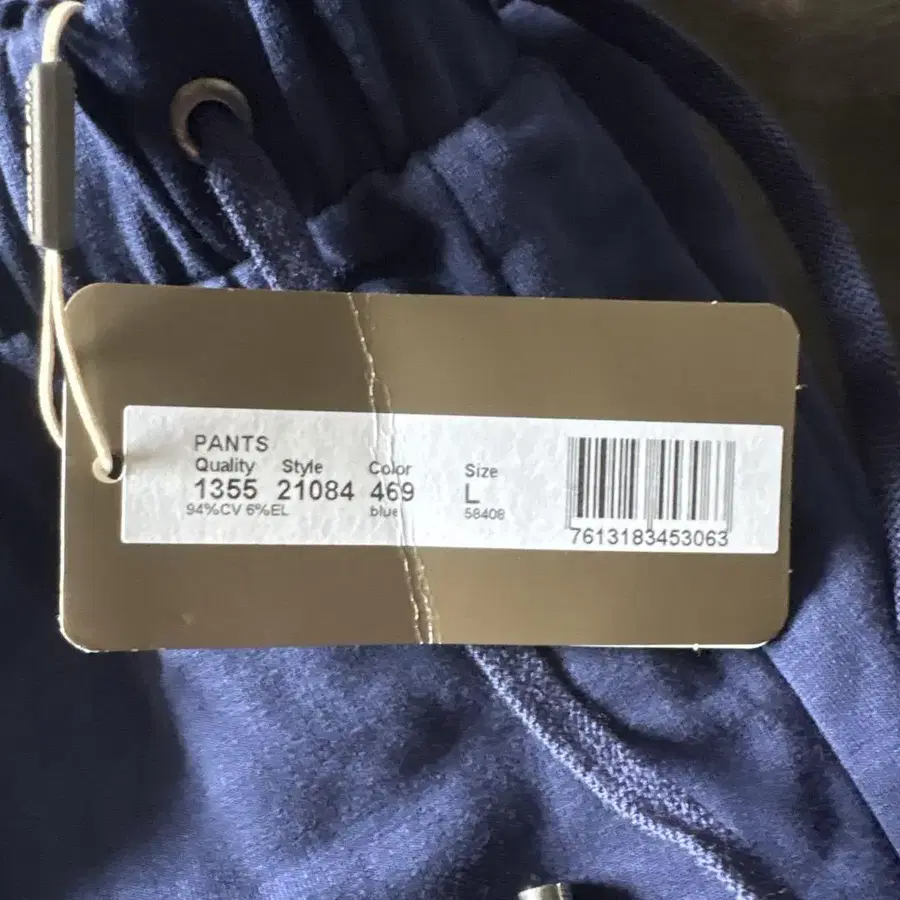 PANTS
Quality Style Color Size
1355 21084 469 L
94%CV 6%EL blue 58408
7613183453063